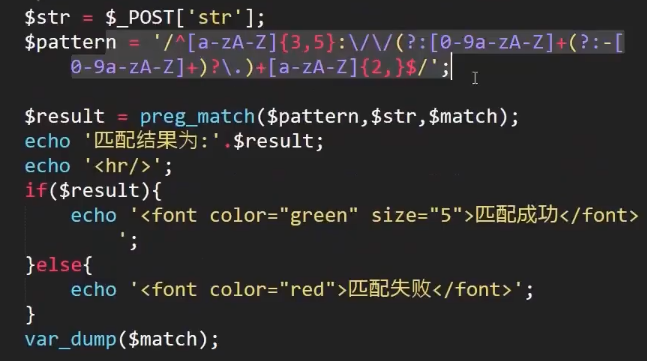 $str = $_POST['str'];
$pattern = '/^[a-zA-Z]{3,5}:\/\/(?:[0-9a-zA-Z]+(?:-[
0-9a-zA-Z]+)?\.)+[a-zA-Z]{2,}$/';
$result = preg_match($pattern,$str,$match);
echo '匹配结果为:'.$result;
echo '<hr/>';
if($result){
echo '<font color="green" size="5">匹配成功</font>
';
}else{
echo '<font color="red">匹配失败</font>';
}
var_dump($match);